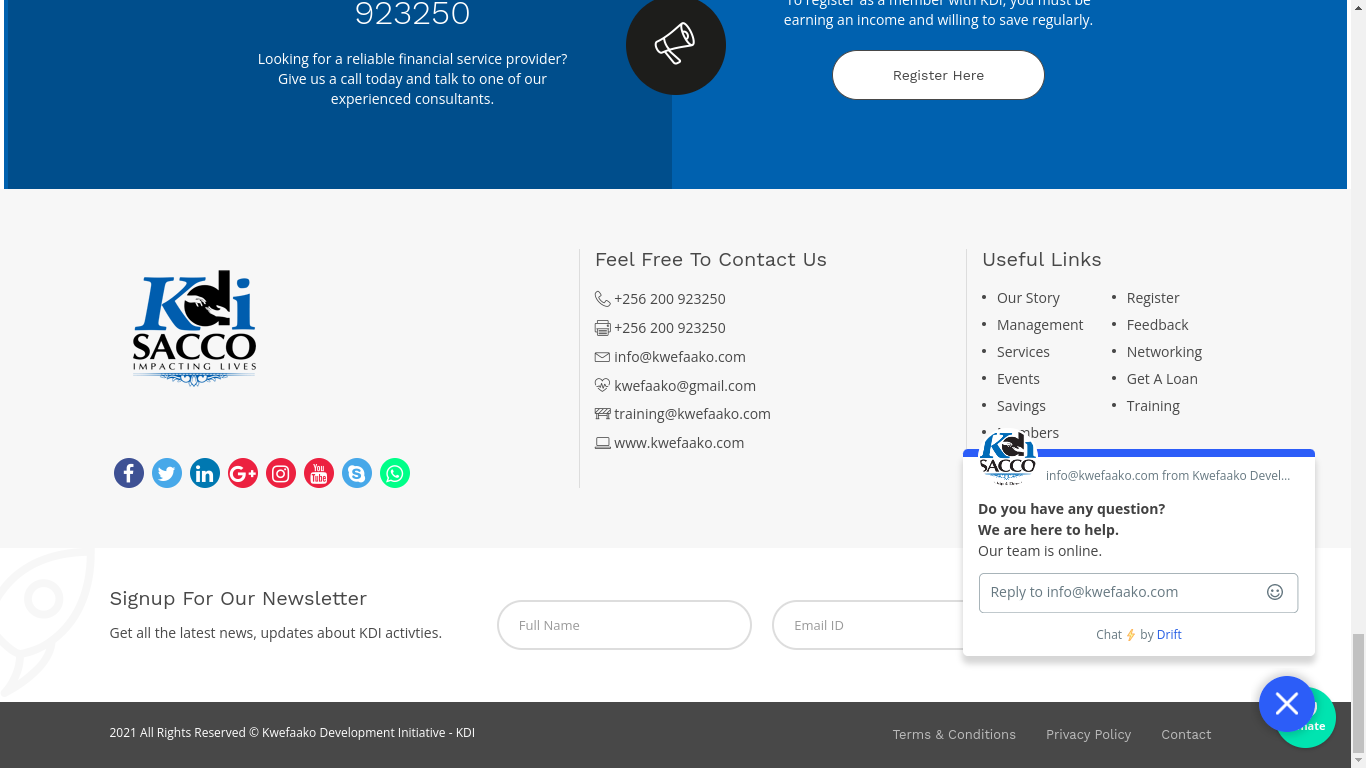 923250
Looking for a reliable financial service provider?
Give us a call today and talk to one of our
experienced consultants.
To register as a member with KDI, you must be
earning an income and willing to save regularly.
Register Here
Kdi
SACCO
IMPACTING LIVES
Feel Free To Contact Us
+256 200 923250
+256 200 923250
info@kwefaako.com
kwefaako@gmail.com
training@kwefaako.com
www.kwefaako.com
Useful Links
Our Story
Management
Services
Events
Savings
Register
Feedback
Networking
Get A Loan
Training
You
Tube
Kdi
SACCO
info@kwefaako.com from Kwefaako Devel...
Do you have any question?
We are here to help.
Our team is online.
Reply to info@kwefaako.com
Chat ⚡ by Drift
Signup For Our Newsletter
Get all the latest news, updates about KDI activties.
Full Name
Email ID
2021 All Rights Reserved © Kwefaako Development Initiative - KDI
Terms & Conditions
Privacy Policy
Contact